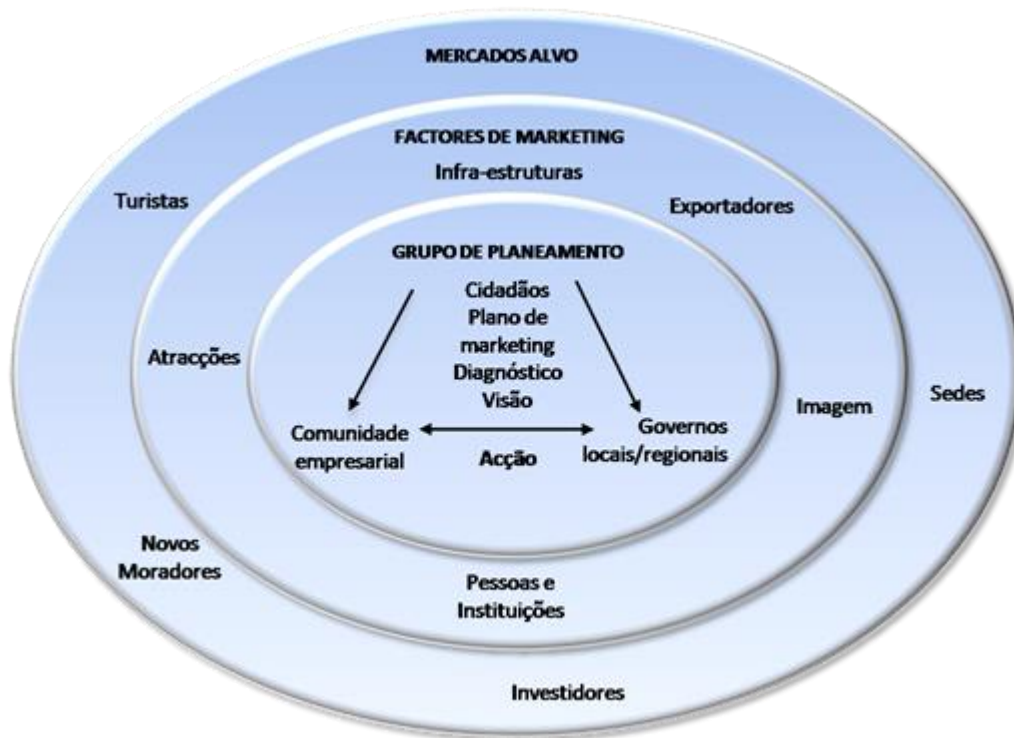 MERCADOS ALVO
FACTORES DE MARKETING
Infra-estruturas
Turistas
Exportadores
GRUPO DE PLANEAMENTO
Cidadãos
Plano de
marketing
Diagnóstico
Visão
Atracções
Imagem
Sedes
Comunidade
empresarial
Acção
Governos
locais/regionais
Novos
Moradores
Pessoas e
Instituições
Investidores